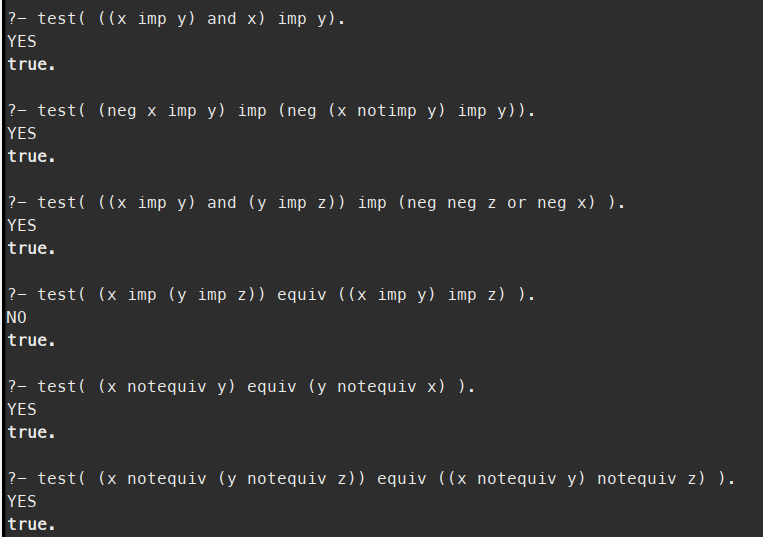 ?- test( ((x imp y) and x) imp y).
YES
true.
?- test( (neg x imp y) imp (neg (x notimp y) imp y)).
YES
true.
?- test( ((x imp y) and (y imp z)) imp (neg neg z or neg x) ).
YES
true.
?- test( (x imp (y imp z)) equiv ((x imp y) imp z) ).
NO
true.
?- test( (x notequiv y) equiv (y notequiv x) ).
YES
true.
?- test( (x notequiv (y notequiv z)) equiv ((x notequiv y) notequiv z) ).
YES
true.